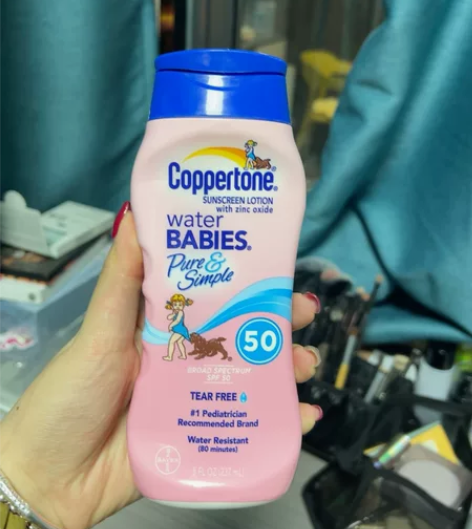 Coppertone®
SUNSCREEN LOTION
with zinc oxide
water
BABIES®
Pure &
Simple
50
BROAD SPECTRUM
SPF 50
TEAR FREE
#1 Pediatrician
Recommended Brand
Water Resistant
(80 minutes)
BAYER